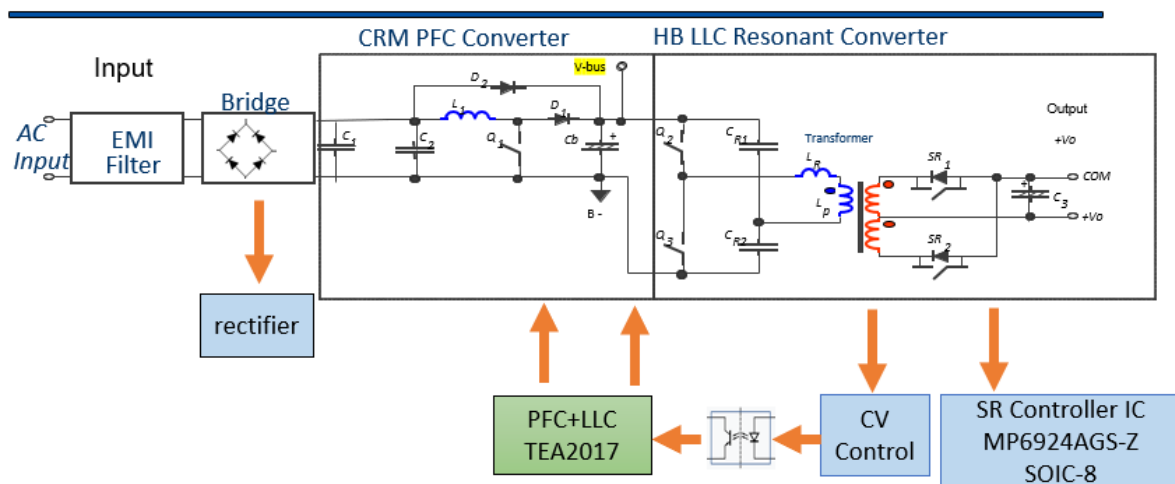 CRM PFC Converter
HB LLC Resonant Converter
Input
V-bus
Bridge
D2
L1
D1
Q1
Cb
+
C1
C2
B -
AC
Input
EMI
Filter
Q2
Q3
CR1
CR2
Transformer
LR
Lp
SR1
SR2
Output
+Vo
COM
+
C3
+Vo
rectifier
PFC+LLC
TEA2017
CV
Control
SR Controller IC
MP6924AGS-Z
SOIC-8